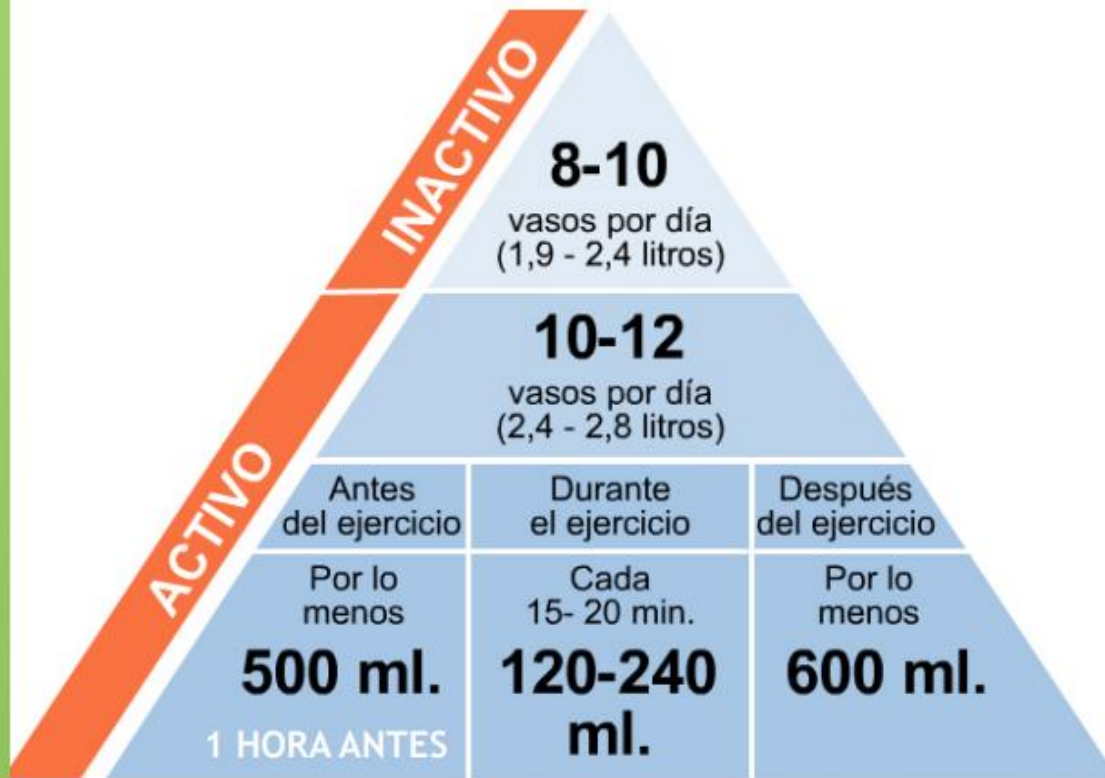 INACTIVO
8-10
vasos por día
(1,9 - 2,4 litros)
ACTIVO
10-12
vasos por día
(2,4 - 2,8 litros)
Antes
del ejercicio
Durante
el ejercicio
Después
del ejercicio
Por lo
menos
500 ml.
1 HORA ANTES
Cada
15- 20 min.
120-240
ml.
Por lo
menos
600 ml.